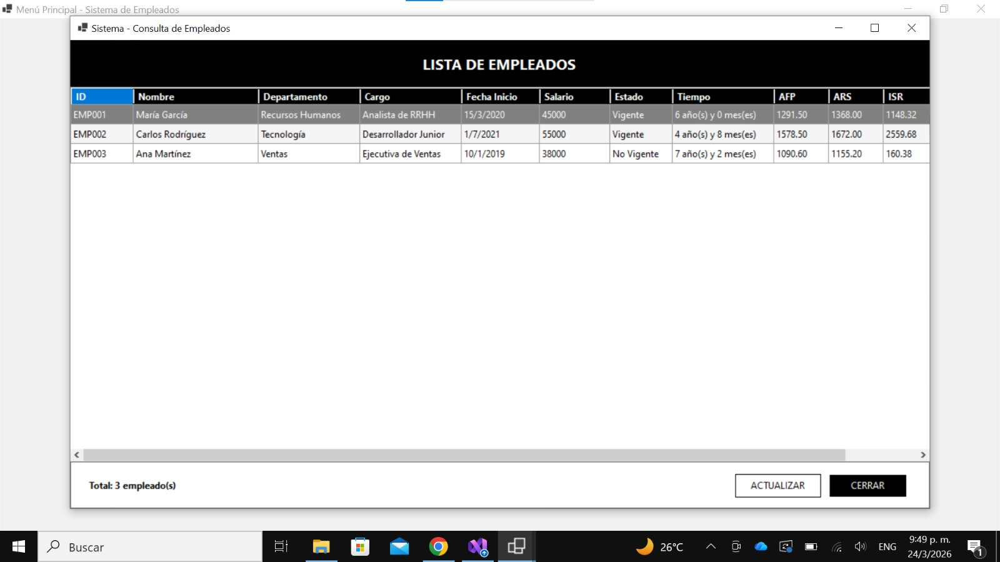 Menú Principal - Sistema de Empleados
Sistema - Consulta de Empleados
LISTA DE EMPLEADOS
ID Nombre Departamento Cargo Fecha Inicio Salario Estado Tiempo AFP ARS ISR
EMP001 María García Recursos Humanos Analista de RRHH 15/3/2020 45000 Vigente 6 año(s) y 0 mes(es) 1291.50 1368.00 1148.32
EMP002 Carlos Rodríguez Tecnología Desarrollador Junior 1/7/2021 55000 Vigente 4 año(s) y 8 mes(es) 1578.50 1672.00 2559.68
EMP003 Ana Martínez Ventas Ejecutiva de Ventas 10/1/2019 38000 No Vigente 7 año(s) y 2 mes(es) 1090.60 1155.20 160.38
Total: 3 empleado(s) ACTUALIZAR CERRAR
Buscar 26°C ENG 9:49 p. m.
24/3/2026 1